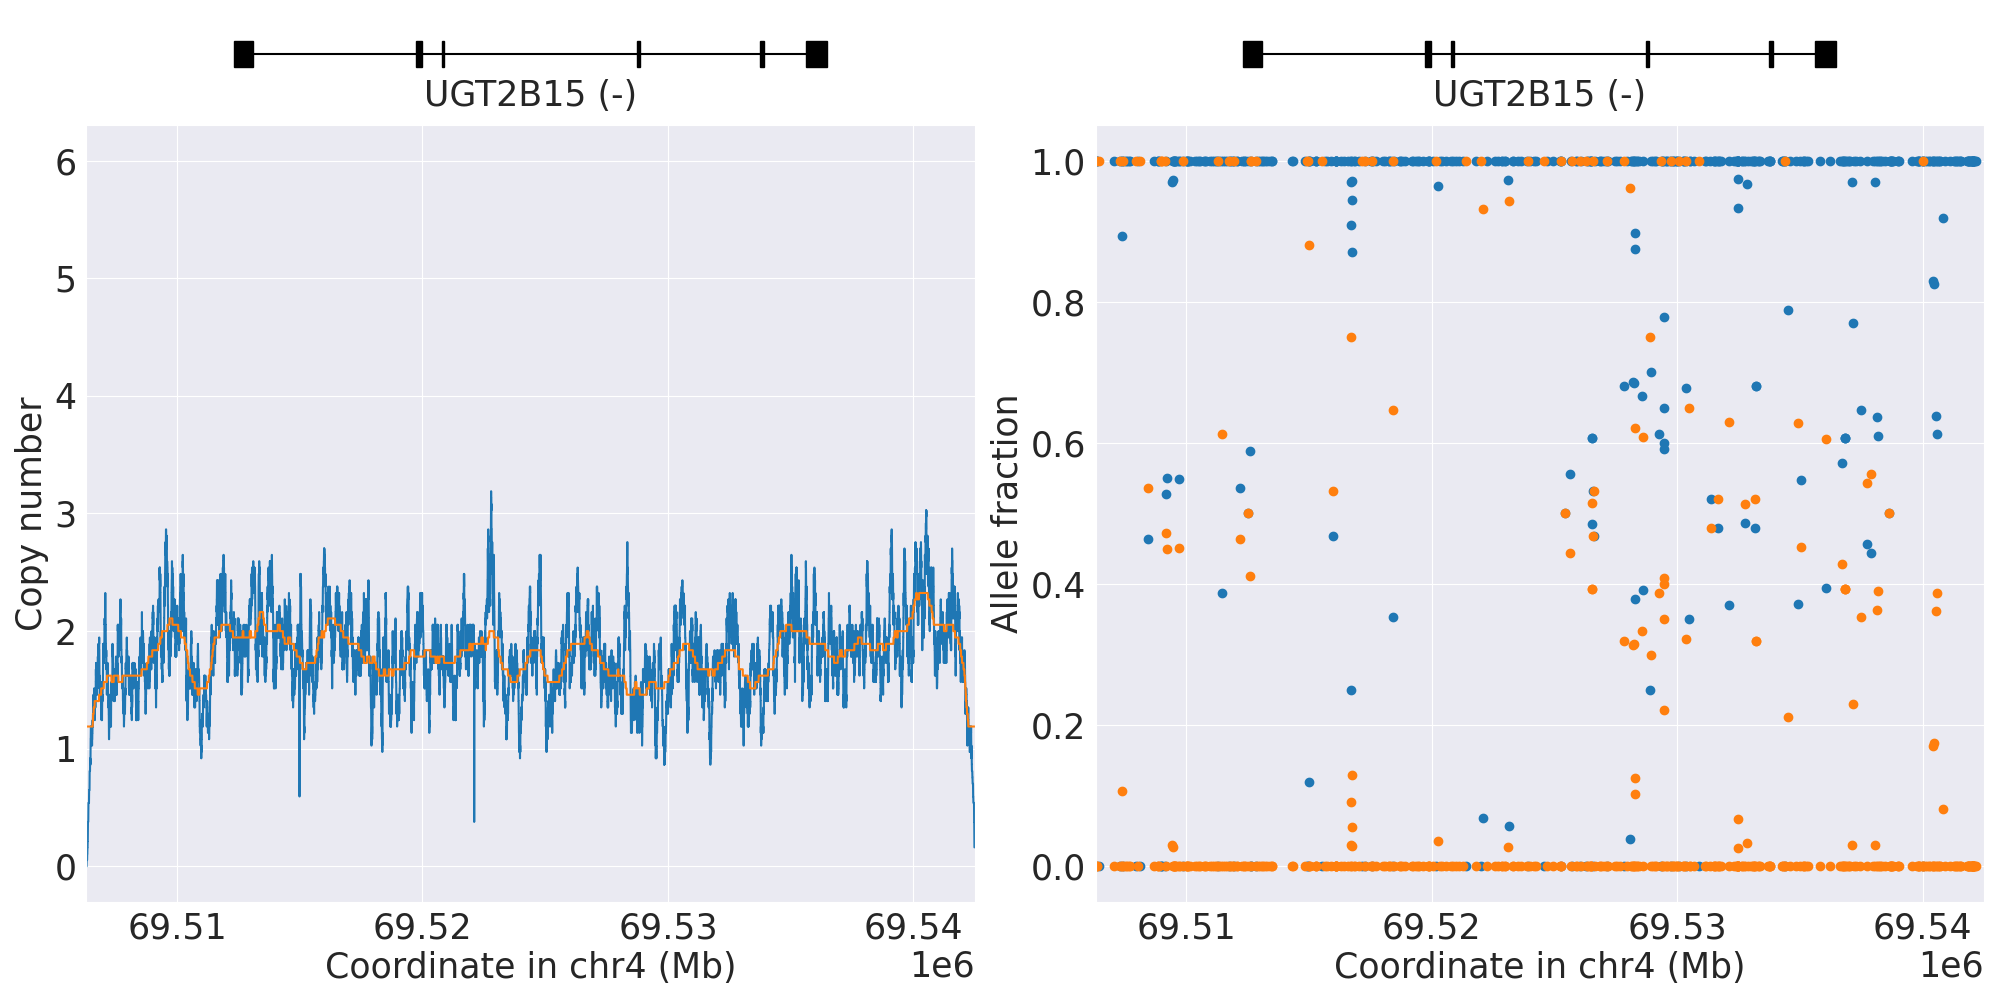 UGT2B15 (-)
6
5
4
3
2
1
0
Copy number
69.51 69.52 69.53 69.54
Coordinate in chr4 (Mb) 1e6
UGT2B15 (-)
1.0
0.8
0.6
0.4
0.2
0.0
Allele fraction
69.51 69.52 69.53 69.54
Coordinate in chr4 (Mb) 1e6